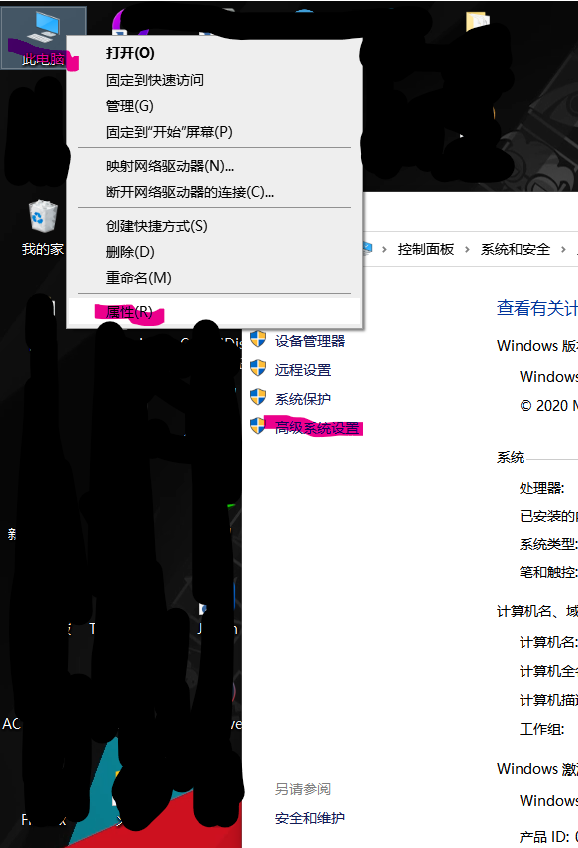 此电脑
打开(O)
固定到快速访问
管理(G)
固定到"开始"屏幕(P)
映射网络驱动器(N)...
断开网络驱动器的连接(C)...
创建快捷方式(S)
删除(D)
重命名(M)
属性(R)
我的家
控制面板 › 系统和安全 ›
设备管理器
远程设置
系统保护
高级系统设置
查看有关计
Windows 版
Windows
© 2020 M
系统
处理器:
已安装的
系统类型:
笔和触控:
计算机名、域
计算机名:
计算机全
计算机描
工作组:
Windows 激
Windows
产品 ID:
另请参阅
安全和维护
新
AC